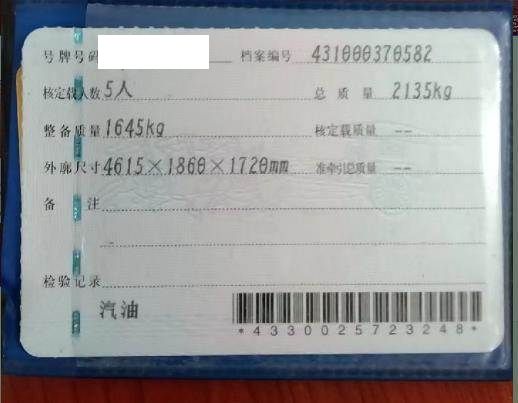 号牌号码 档案编号 431000370582
核定载人数 5人 总质量 2135kg
整备质量 1645kg 核定载质量 --
外廓尺寸 4615×1860×1720mm 准牵引总质量 --
备注
-
检验记录
汽油
*4330025723248*